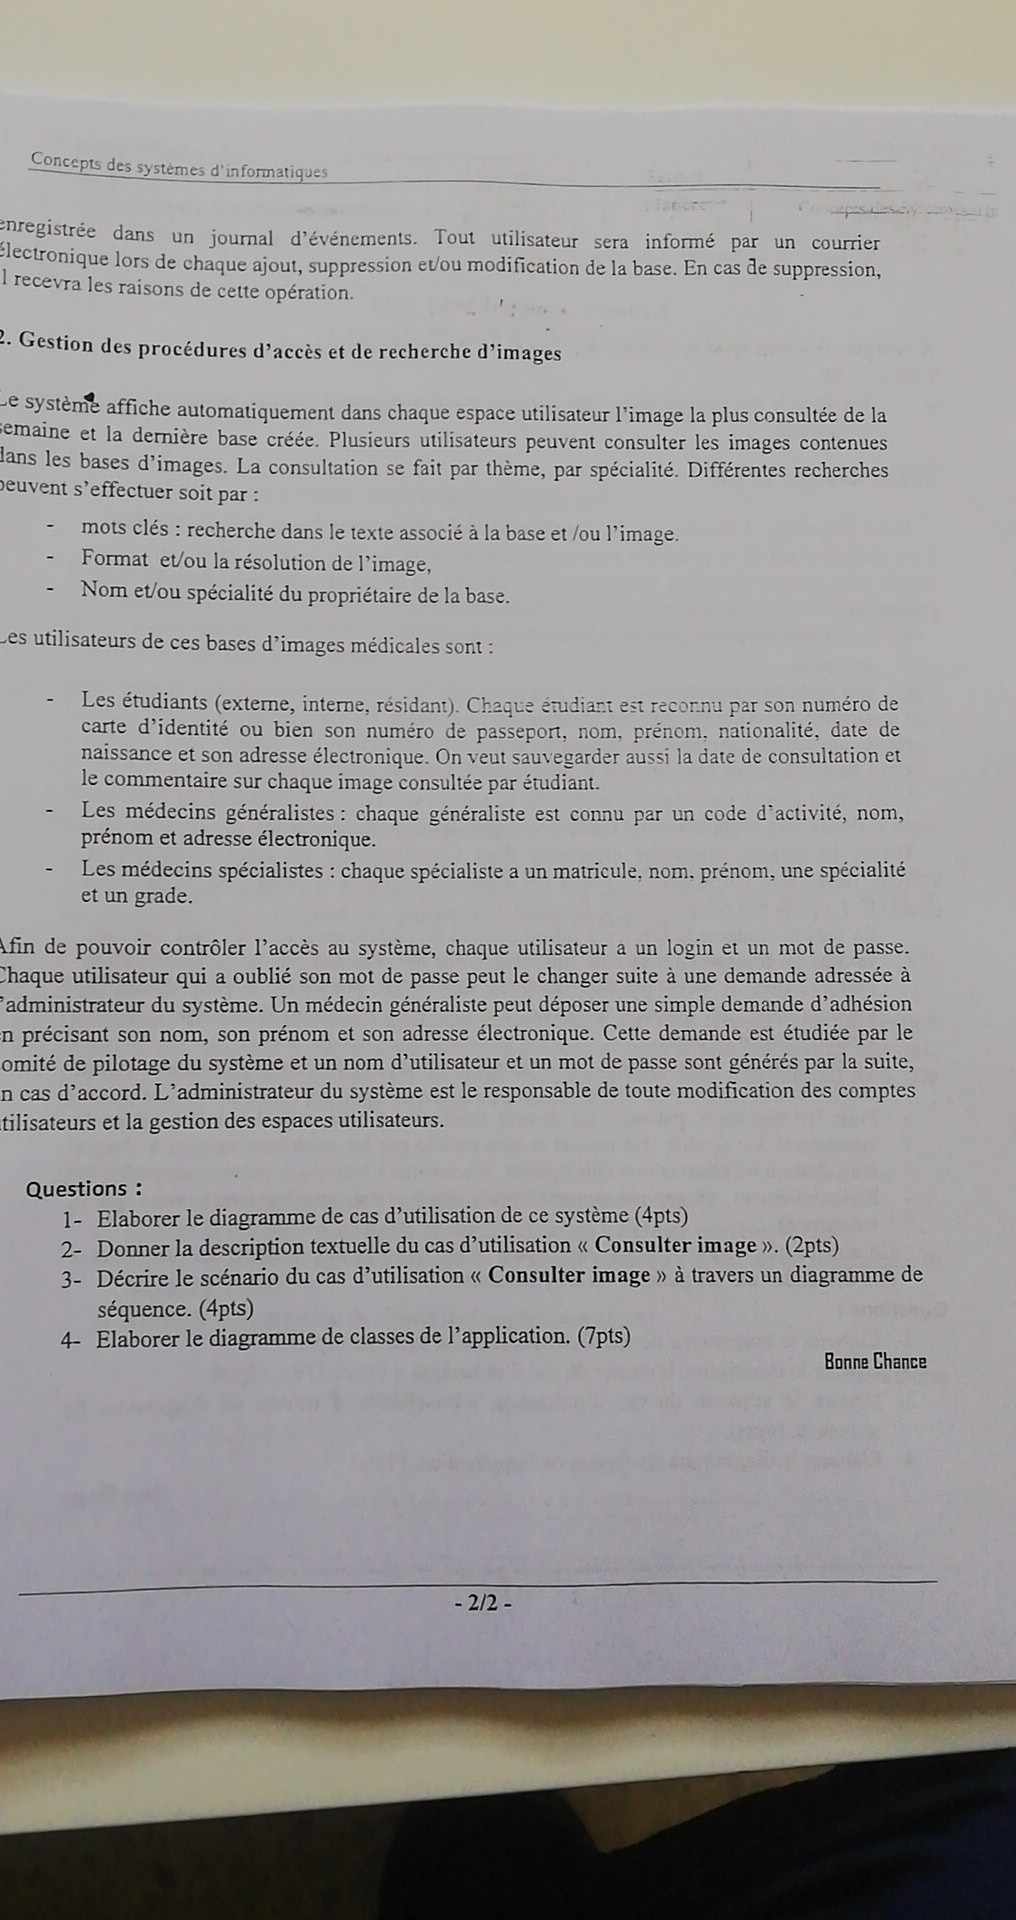 Concepts des systèmes d'informatiques
enregistrée dans un journal d'événements. Tout utilisateur sera informé par un courrier
électronique lors de chaque ajout, suppression et/ou modification de la base. En cas de suppression,
l recevra les raisons de cette opération.
2. Gestion des procédures d'accès et de recherche d'images
Le système affiche automatiquement dans chaque espace utilisateur l'image la plus consultée de la
semaine et la dernière base créée. Plusieurs utilisateurs peuvent consulter les images contenues
dans les bases d'images. La consultation se fait par thème, par spécialité. Différentes recherches
peuvent s'effectuer soit par :
- mots clés : recherche dans le texte associé à la base et /ou l'image.
- Format et/ou la résolution de l'image,
- Nom et/ou spécialité du propriétaire de la base.
Les utilisateurs de ces bases d'images médicales sont :
- Les étudiants (externe, interne, résidant). Chaque étudiant est reconnu par son numéro de
carte d'identité ou bien son numéro de passeport, nom, prénom, nationalité, date de
naissance et son adresse électronique. On veut sauvegarder aussi la date de consultation et
le commentaire sur chaque image consultée par étudiant.
- Les médecins généralistes : chaque généraliste est connu par un code d'activité, nom,
prénom et adresse électronique.
- Les médecins spécialistes : chaque spécialiste a un matricule, nom, prénom, une spécialité
et un grade.
Afin de pouvoir contrôler l'accès au système, chaque utilisateur a un login et un mot de passe.
Chaque utilisateur qui a oublié son mot de passe peut le changer suite à une demande adressée à
l'administrateur du système. Un médecin généraliste peut déposer une simple demande d'adhésion
en précisant son nom, son prénom et son adresse électronique. Cette demande est étudiée par le
omité de pilotage du système et un nom d'utilisateur et un mot de passe sont générés par la suite,
n cas d'accord. L'administrateur du système est le responsable de toute modification des comptes
tilisateurs et la gestion des espaces utilisateurs.
Questions :
1- Elaborer le diagramme de cas d'utilisation de ce système (4pts)
2- Donner la description textuelle du cas d'utilisation « Consulter image ». (2pts)
3- Décrire le scénario du cas d'utilisation « Consulter image » à travers un diagramme de
séquence. (4pts)
4- Elaborer le diagramme de classes de l'application. (7pts)
Bonne Chance
- 2/2 -